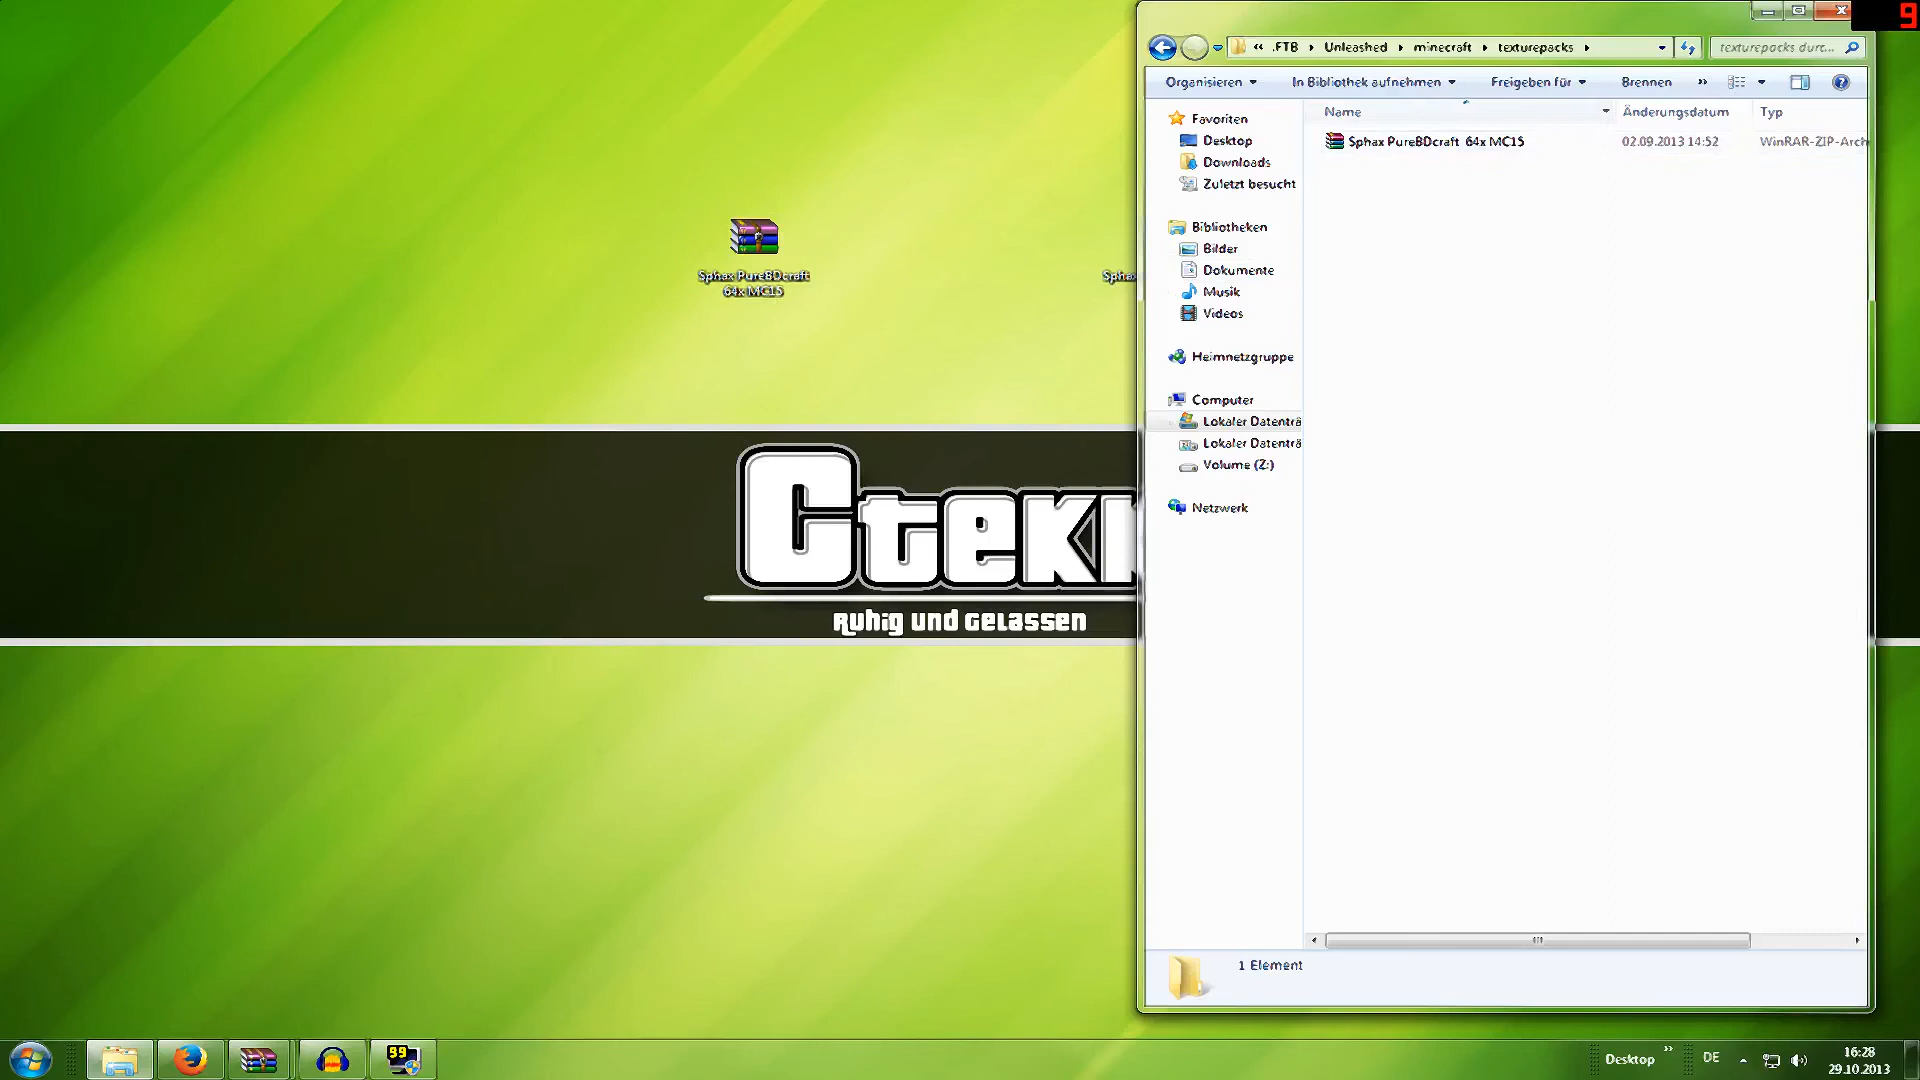 9
« .FTB Unleashed minecraft texturepacks
texturepacks durc...
Organisieren In Bibliothek aufnehmen Freigeben für Brennen »
Name Änderungsdatum Typ
Sphax PureBDcraft 64x MC15 02.09.2013 14:52 WinRAR-ZIP-Arch
Favoriten
Desktop
Downloads
Zuletzt besucht
Bibliotheken
Bilder
Dokumente
Musik
Videos
Heimnetzgruppe
Computer
Lokaler Datenträ
Lokaler Datenträ
Volume (Z:)
Netzwerk
1 Element
Sphax PureBDcraft
64x MC15
Sphax
Ctekk
Ruhig und Gelassen
99
Desktop »
DE
16:28
29.10.2013